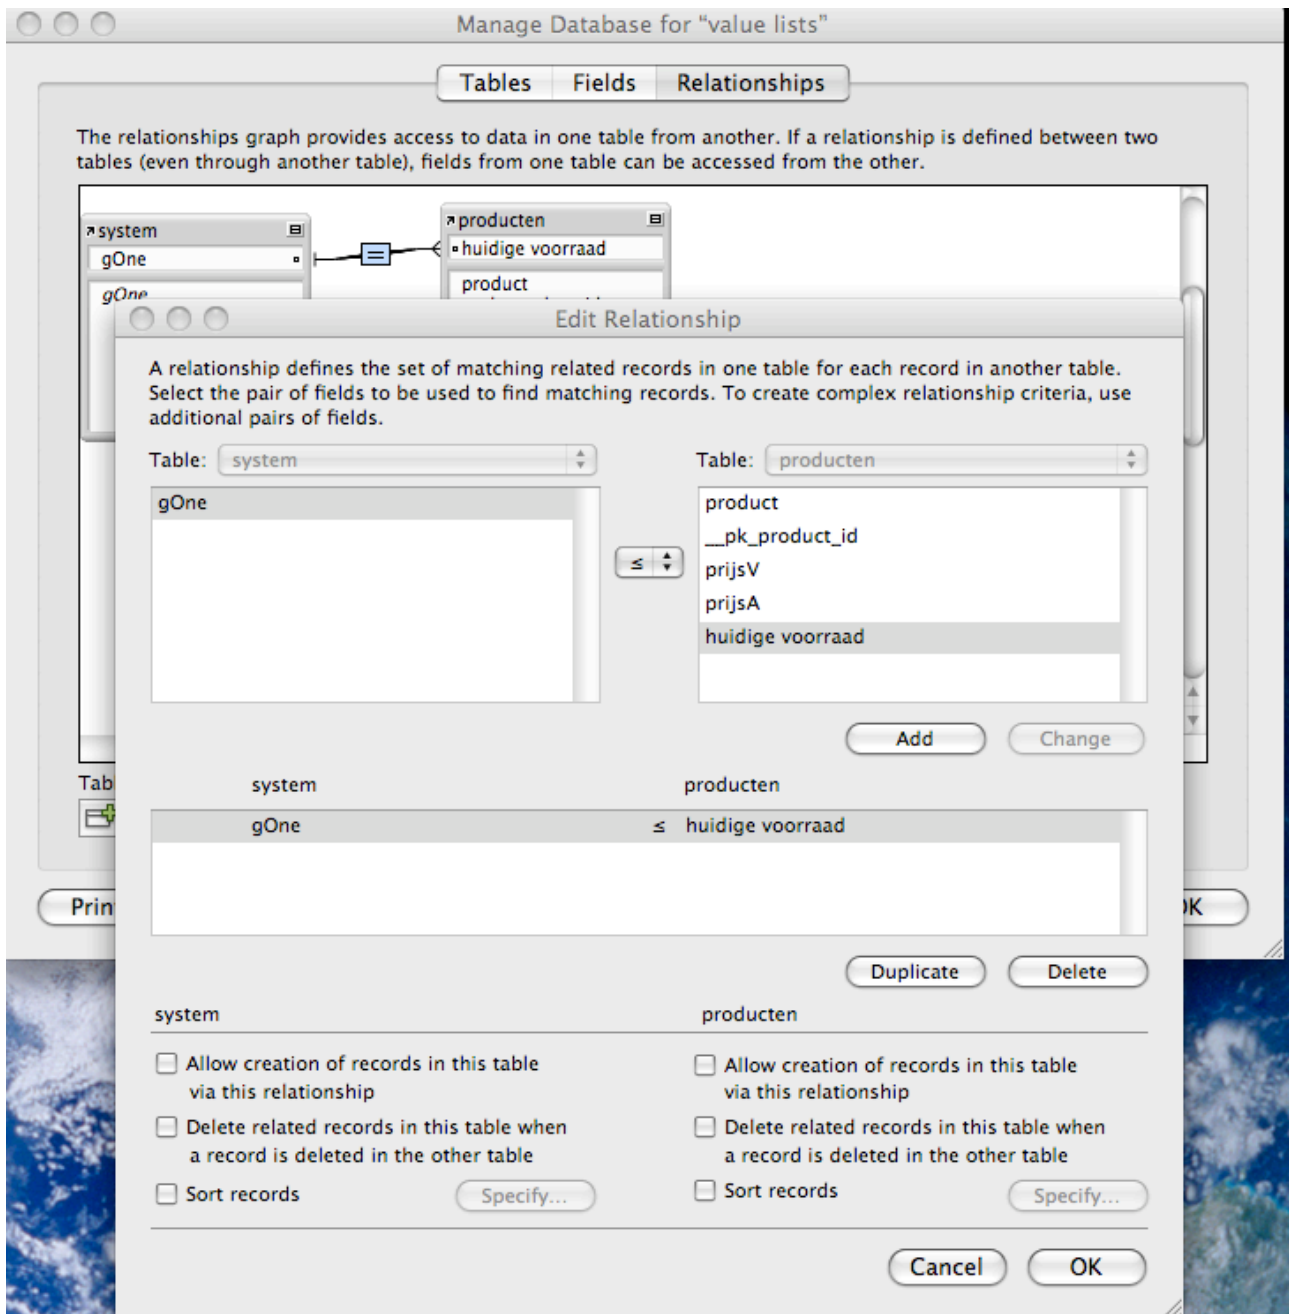 Manage Database for “value lists”
Tables Fields Relationships
The relationships graph provides access to data in one table from another. If a relationship is defined between two
tables (even through another table), fields from one table can be accessed from the other.
system
gOne
gOne
=
producten
huidige voorraad
product
Edit Relationship
A relationship defines the set of matching related records in one table for each record in another table.
Select the pair of fields to be used to find matching records. To create complex relationship criteria, use
additional pairs of fields.
Table: system
Table: producten
gOne
≤
product
__pk_product_id
prijsV
prijsA
huidige voorraad
Add Change
Tab
system producten
gOne ≤ huidige voorraad
Prin
OK
Duplicate Delete
system
Allow creation of records in this table
via this relationship
Delete related records in this table when
a record is deleted in the other table
Sort records Specify...
producten
Allow creation of records in this table
via this relationship
Delete related records in this table when
a record is deleted in the other table
Sort records Specify...
Cancel OK